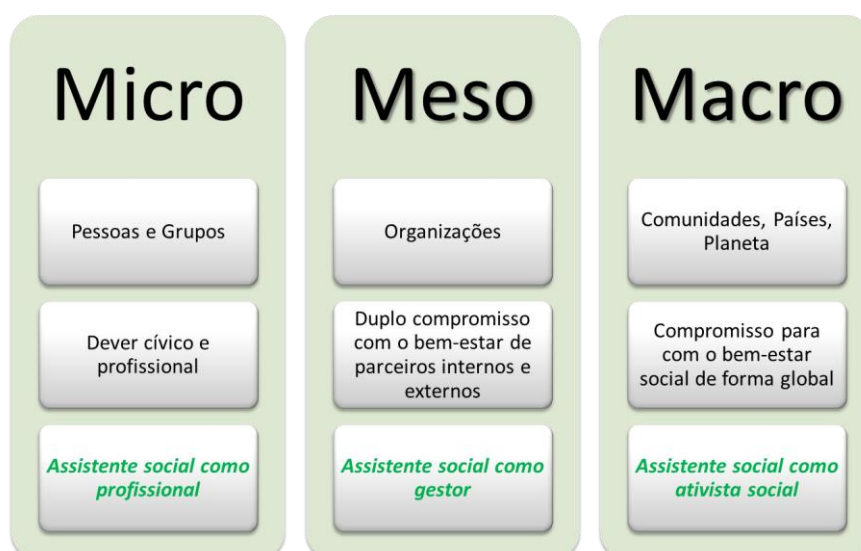 Micro
Pessoas e Grupos
Dever cívico e
profissional
Assistente social como
profissional
Meso
Organizações
Duplo compromisso
com o bem-estar de
parceiros internos e
externos
Assistente social como
gestor
Macro
Comunidades, Países,
Planeta
Compromisso para
com o bem-estar
social de forma global
Assistente social como
ativista social